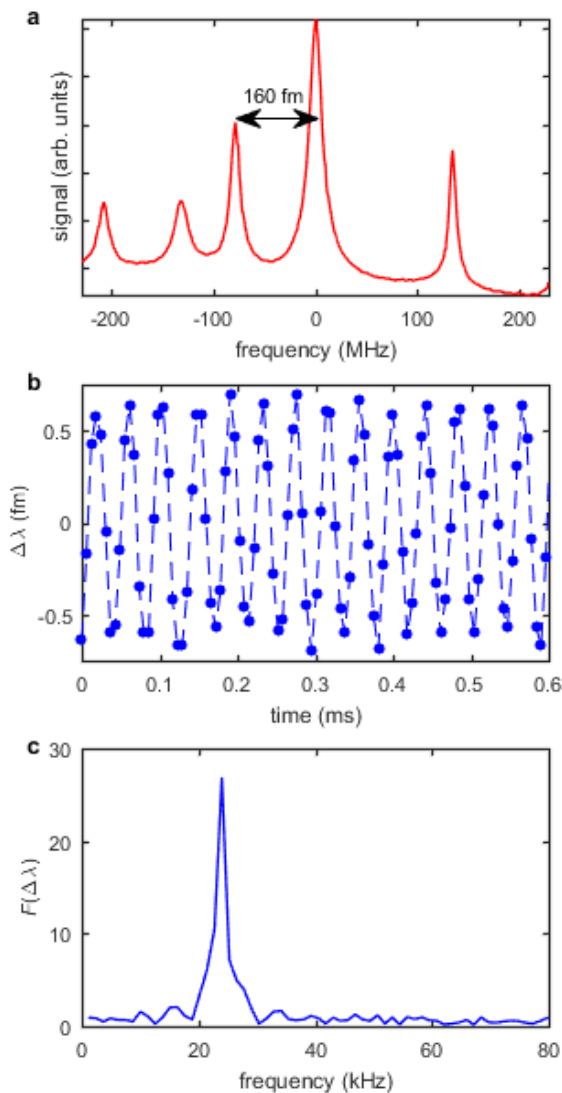 a
160 fm
signal (arb. units)
-200 -100 0 100 200
frequency (MHz)
b
0.5
0
-0.5
Δλ (fm)
0 0.1 0.2 0.3 0.4 0.5 0.6
time (ms)
c
30
20
10
0
F(Δλ)
0 20 40 60 80
frequency (kHz)